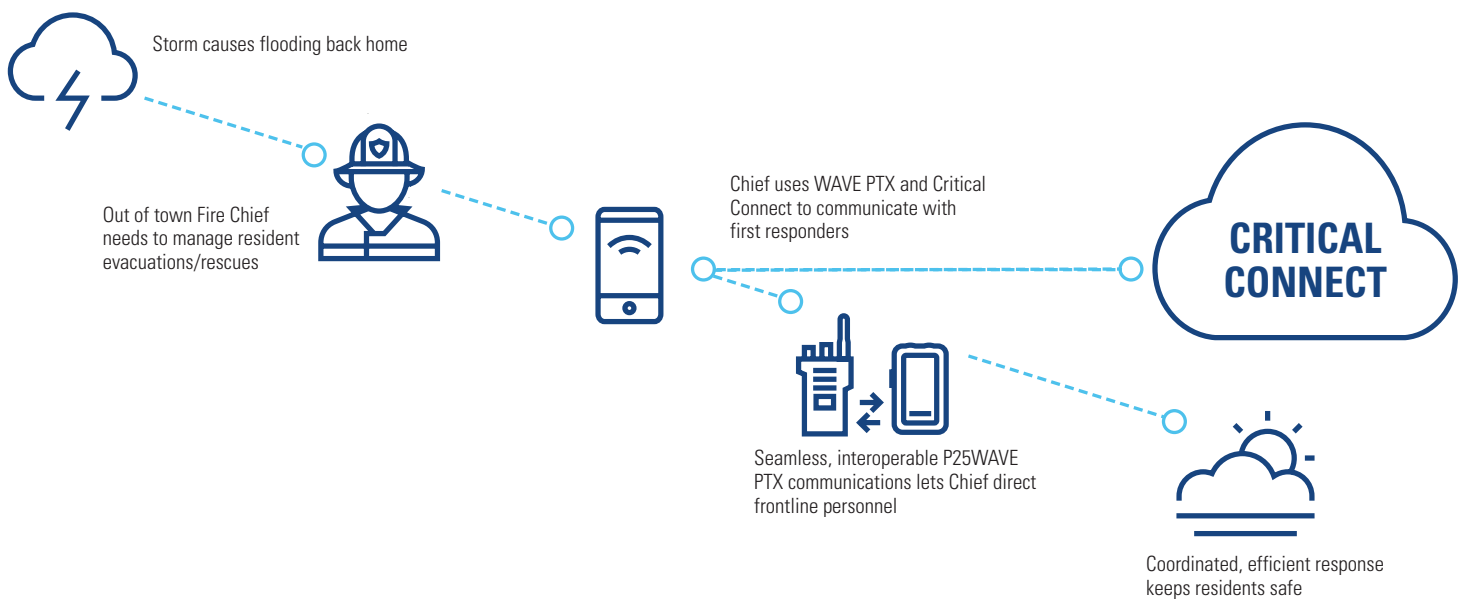 Storm causes flooding back home
Out of town Fire Chief
needs to manage resident
evacuations/rescues
Chief uses WAVE PTX and Critical
Connect to communicate with
first responders
CRITICAL
CONNECT
Seamless, interoperable P25WAVE
PTX communications lets Chief direct
frontline personnel
Coordinated, efficient response
keeps residents safe